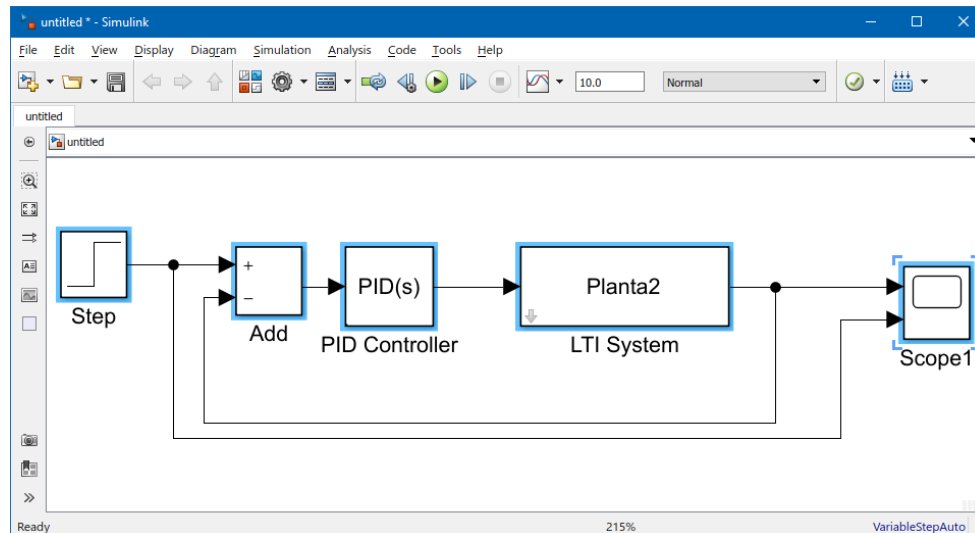 untitled * - Simulink
File Edit View Display Diagram Simulation Analysis Code Tools Help
10.0 Normal
untitled
untitled
Step
+
−
Add
PID(s)
PID Controller
Planta2
LTI System
Scope1
Ready 215% VariableStepAuto